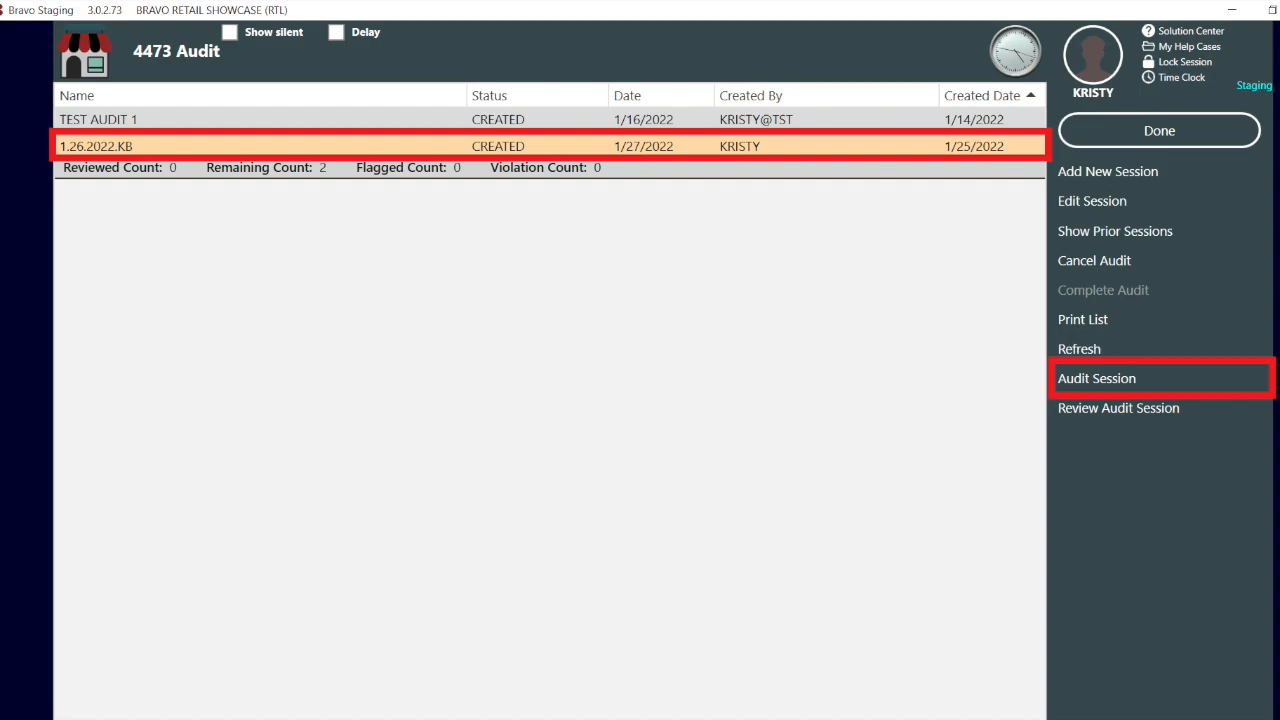 Bravo Staging 3.0.2.73 BRAVO RETAIL SHOWCASE (RTL)
Show silent Delay
4473 Audit
Solution Center
My Help Cases
Lock Session
Time Clock
KRISTY
Staging
Name Status Date Created By Created Date
TEST AUDIT 1 CREATED 1/16/2022 KRISTY@TST 1/14/2022
1.26.2022.KB CREATED 1/27/2022 KRISTY 1/25/2022
Reviewed Count: 0 Remaining Count: 2 Flagged Count: 0 Violation Count: 0
Done
Add New Session
Edit Session
Show Prior Sessions
Cancel Audit
Complete Audit
Print List
Refresh
Audit Session
Review Audit Session